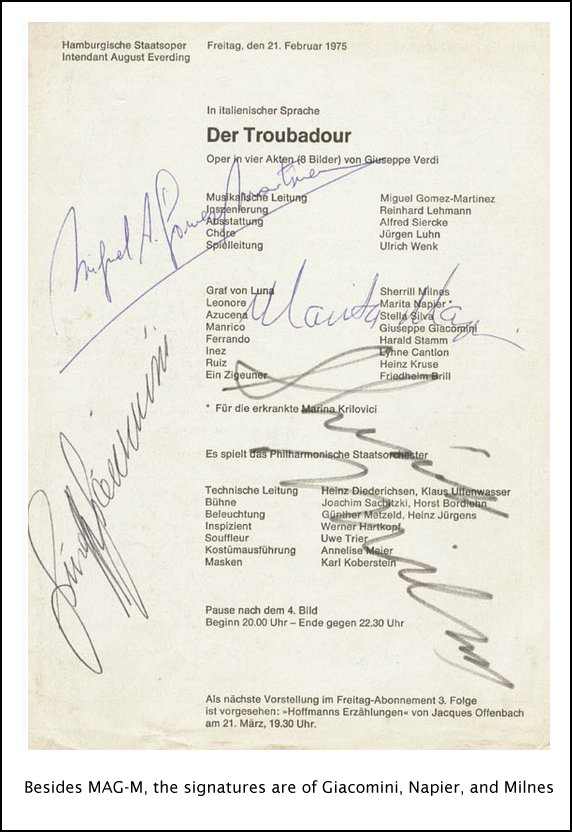 Hamburgische Staatsoper Freitag, den 21. Februar 1975
Intendant August Everding
In italienischer Sprache
Der Troubadour
Oper in vier Akten (8 Bilder) von Giuseppe Verdi
Miguel A. Gomez Martinez
Musikalische Leitung Miguel Gomez-Martinez
Inszenierung Reinhard Lehmann
Ausstattung Alfred Siercke
Chöre Jürgen Luhn
Spielleitung Ulrich Wenk
Graf von Luna Sherrill Milnes
Leonore Marita Napier *
Azucena Stella Silva
Manrico Giuseppe Giacomini
Ferrando Harald Stamm
Inez Lynne Cantlon
Ruiz Heinz Kruse
Ein Zigeuner Friedheim Brill
Marita Napier
* Für die erkrankte Marina Krilovici
Es spielt das Philharmonische Staatsorchester
Technische Leitung Heinz Diederichsen, Klaus Uffenwasser
Bühne Joachim Sachitzki, Horst Bordiehn
Beleuchtung Günther Metzeld, Heinz Jürgens
Inspizient Werner Hartkopf
Souffleur Uwe Trier
Kostümausführung Annelise Meier
Masken Karl Koberstein
Pause nach dem 4. Bild
Beginn 20.00 Uhr – Ende gegen 22.30 Uhr
Als nächste Vorstellung im Freitag-Abonnement 3. Folge
ist vorgesehen: »Hoffmanns Erzählungen« von Jacques Offenbach
am 21. März, 19.30 Uhr.
Besides MAG-M, the signatures are of Giacomini, Napier, and Milnes